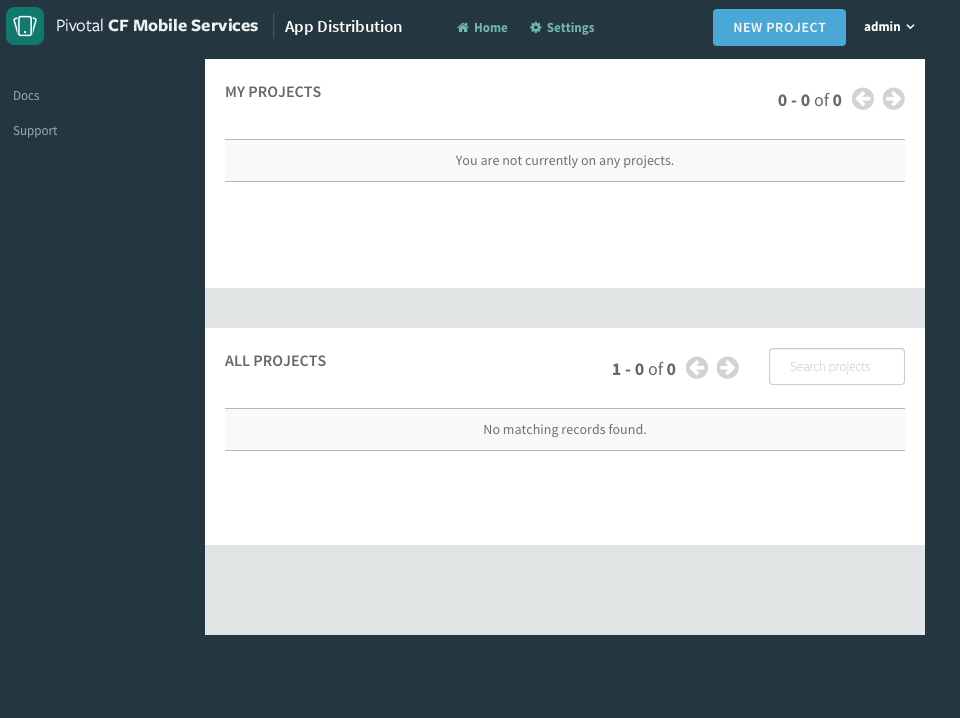 Pivotal CF Mobile Services App Distribution Home Settings NEW PROJECT admin
Docs
Support
MY PROJECTS
0 - 0 of 0
You are not currently on any projects.
ALL PROJECTS
1 - 0 of 0
Search projects
No matching records found.